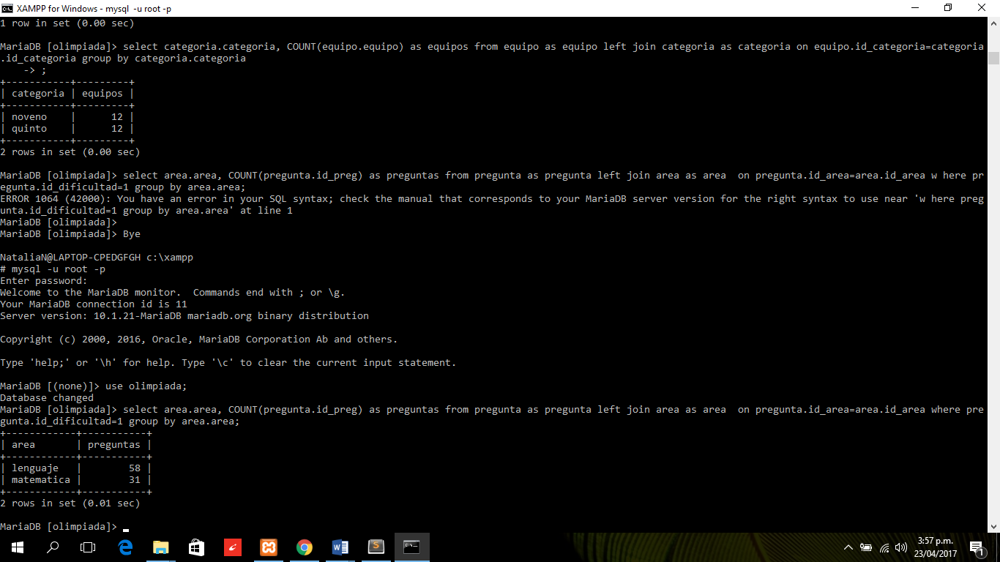 XAMPP for Windows - mysql  -u root -p
1 row in set (0.00 sec)
MariaDB [olimpiada]> select categoria.categoria, COUNT(equipo.equipo) as equipos from equipo as equipo left join categoria as categoria on equipo.id_categoria=categoria
.id_categoria group by categoria.categoria
    -> ;
+-----------+---------+
| categoria | equipos |
+-----------+---------+
| noveno    |      12 |
| quinto    |      12 |
+-----------+---------+
2 rows in set (0.00 sec)
MariaDB [olimpiada]> select area.area, COUNT(pregunta.id_preg) as preguntas from pregunta as pregunta left join area as area  on pregunta.id_area=area.id_area w here pr
egunta.id_dificultad=1 group by area.area;
ERROR 1064 (42000): You have an error in your SQL syntax; check the manual that corresponds to your MariaDB server version for the right syntax to use near 'w here preg
unta.id_dificultad=1 group by area.area' at line 1
MariaDB [olimpiada]>
MariaDB [olimpiada]> Bye
NataliaN@LAPTOP-CPEDGFGH c:\xampp
# mysql -u root -p
Enter password:
Welcome to the MariaDB monitor.  Commands end with ; or \g.
Your MariaDB connection id is 11
Server version: 10.1.21-MariaDB mariadb.org binary distribution
Copyright (c) 2000, 2016, Oracle, MariaDB Corporation Ab and others.
Type 'help;' or '\h' for help. Type '\c' to clear the current input statement.
MariaDB [(none)]> use olimpiada;
Database changed
MariaDB [olimpiada]> select area.area, COUNT(pregunta.id_preg) as preguntas from pregunta as pregunta left join area as area  on pregunta.id_area=area.id_area where pre
gunta.id_dificultad=1 group by area.area;
+------------+-----------+
| area       | preguntas |
+------------+-----------+
| lenguaje   |        58 |
| matematica |        31 |
+------------+-----------+
2 rows in set (0.01 sec)
MariaDB [olimpiada]> _
3:57 p.m.
23/04/2017
1